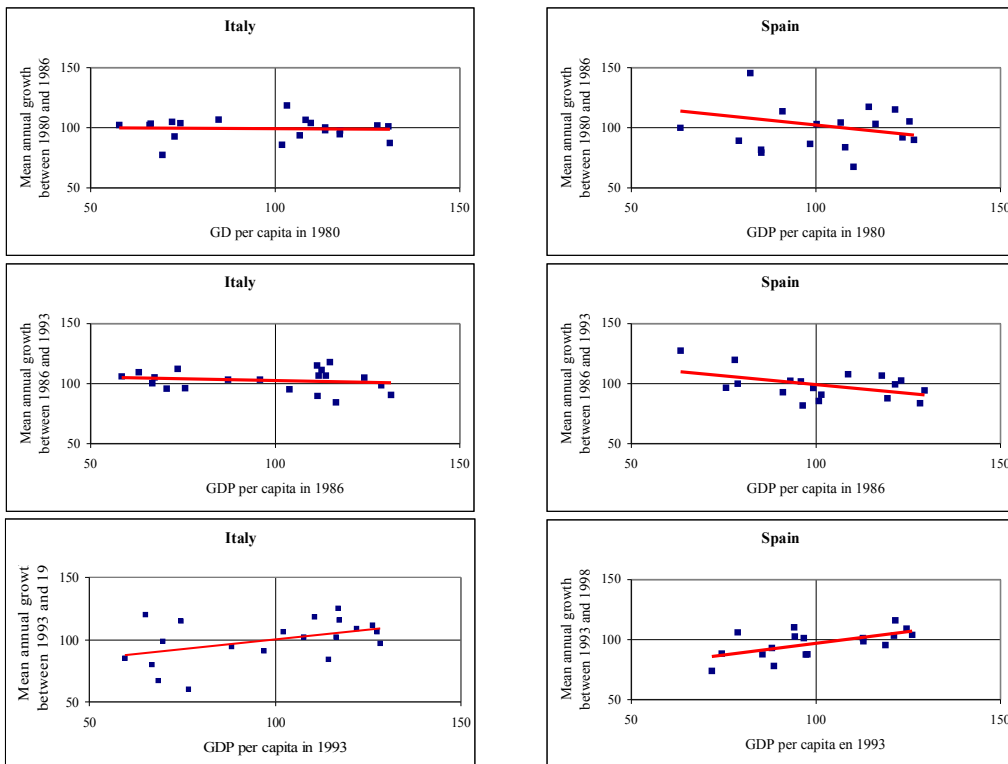 Italy
Mean annual growth
between 1980 and 1986
150
100
50
50
100
150
GD per capita in 1980
Spain
Mean annual growth
between 1980 and 1986
150
100
50
50
100
150
GDP per capita in 1980
Italy
Mean annual growth
between 1986 and 1993
150
100
50
50
100
150
GDP per capita in 1986
Spain
Mean annual growth
between 1986 and 1993
150
100
50
50
100
150
GDP per capita in 1986
Italy
Mean annual growt
between 1993 and 19
150
100
50
50
100
150
GDP per capita in 1993
Spain
Mean annual growth
between 1993 and 1998
150
100
50
50
100
150
GDP per capita en 1993